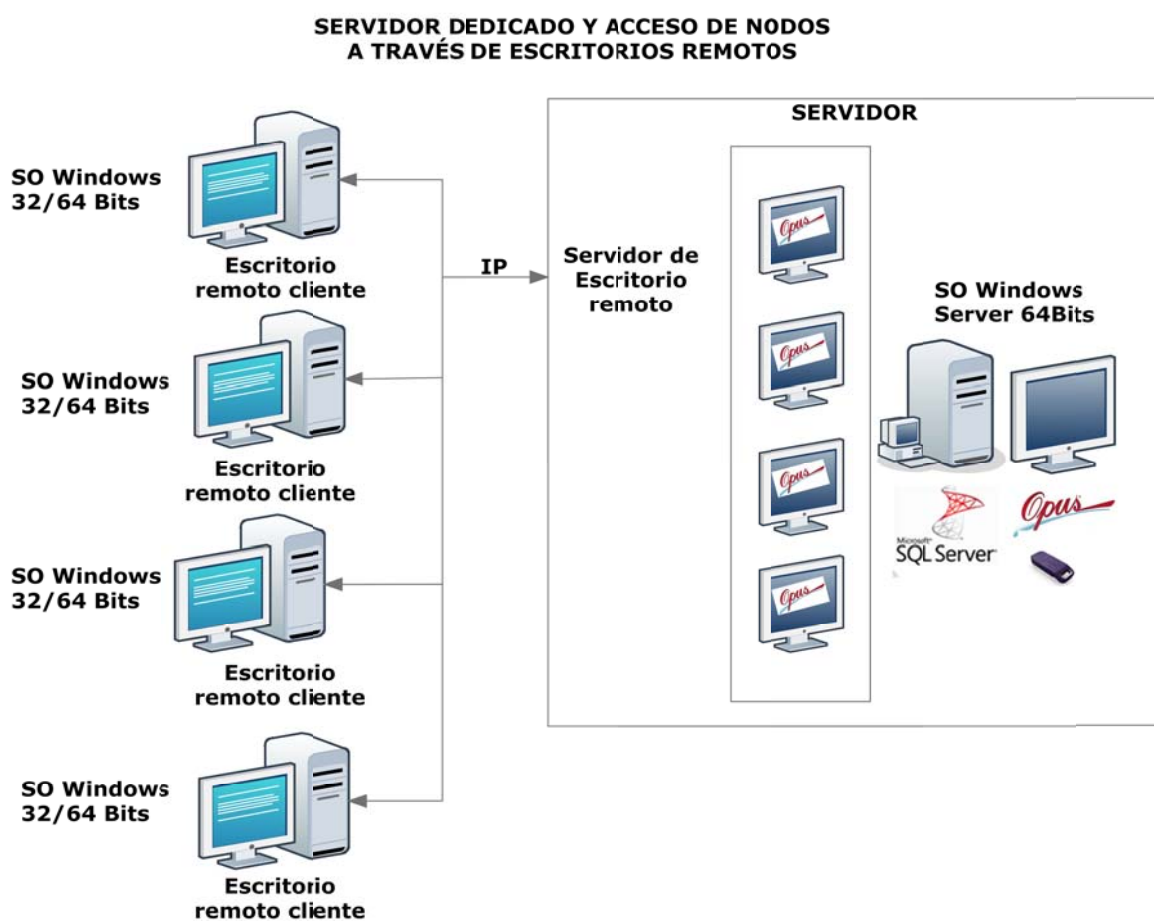 SERVIDOR DEDICADO Y ACCESO DE N0DOS
A TRAVÉS DE ESCRITORIOS REMOT0S
SERVIDOR
SO Windows
32/64 Bits
Escritorio
remoto cliente
IP
Servidor de
Escritorio
remoto
Opus
SO Windows
Server 64Bits
SO Windows
32/64 Bits
Escritorio
remoto cliente
Opus
Opus
Microsoft®
SQL Server
Opus
SO Windows
32/64 Bits
Escritorio
remoto cliente
Opus
SO Windows
32/64 Bits
Escritorio
remoto cliente